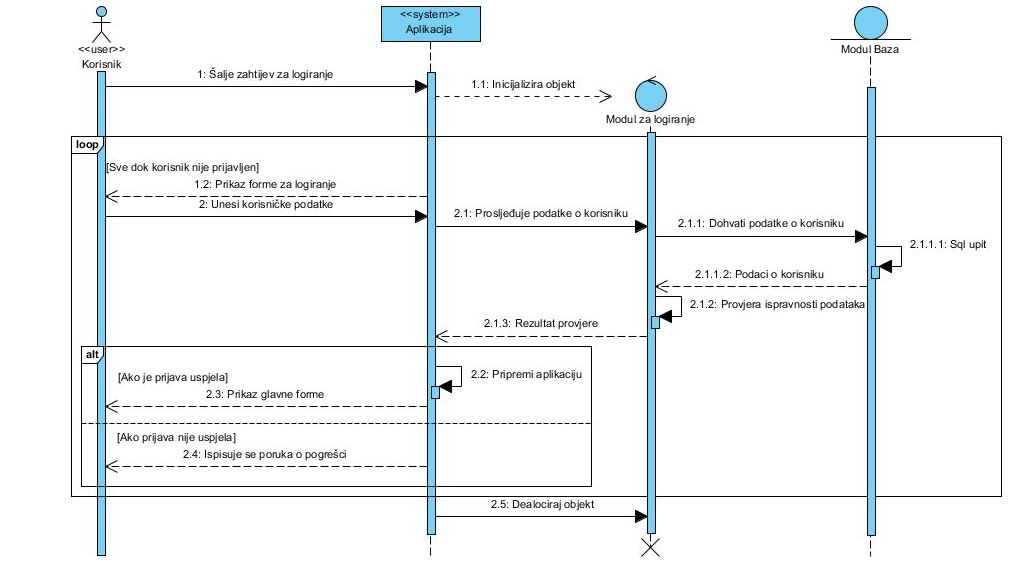 <<user>>
Korisnik
<<system>>
Aplikacija
Modul Baza
1: Šalje zahtijev za logiranje
1.1: Inicijalizira objekt
Modul za logiranje
loop
[Sve dok korisnik nije prijavljen]
1.2: Prikaz forme za logiranje
2: Unesi korisničke podatke
2.1: Prosljeđuje podatke o korisniku
2.1.1: Dohvati podatke o korisniku
2.1.1.1: Sql upit
2.1.1.2: Podaci o korisniku
2.1.2: Provjera ispravnosti podataka
2.1.3: Rezultat provjere
alt
[Ako je prijava uspjela]
2.2: Pripremi aplikaciju
2.3: Prikaz glavne forme
[Ako prijava nije uspjela]
2.4: Ispisuje se poruka o pogrešci
2.5: Dealociraj objekt